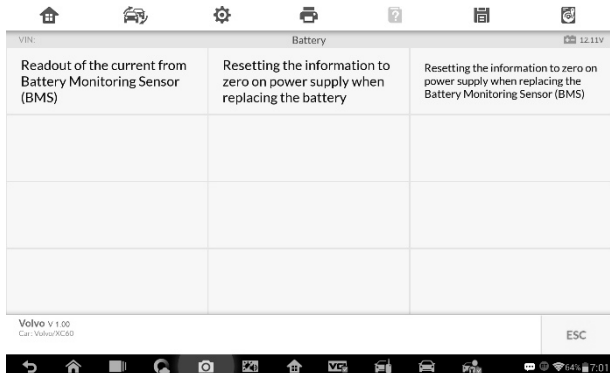 VIN:
Battery
12.11V
Readout of the current from
Battery Monitoring Sensor
(BMS)
Resetting the information to
zero on power supply when
replacing the battery
Resetting the information to zero on
power supply when replacing the
Battery Monitoring Sensor (BMS)
Volvo V 1.00
Car: Volvo/XC60
ESC
VCI
64% 7:01